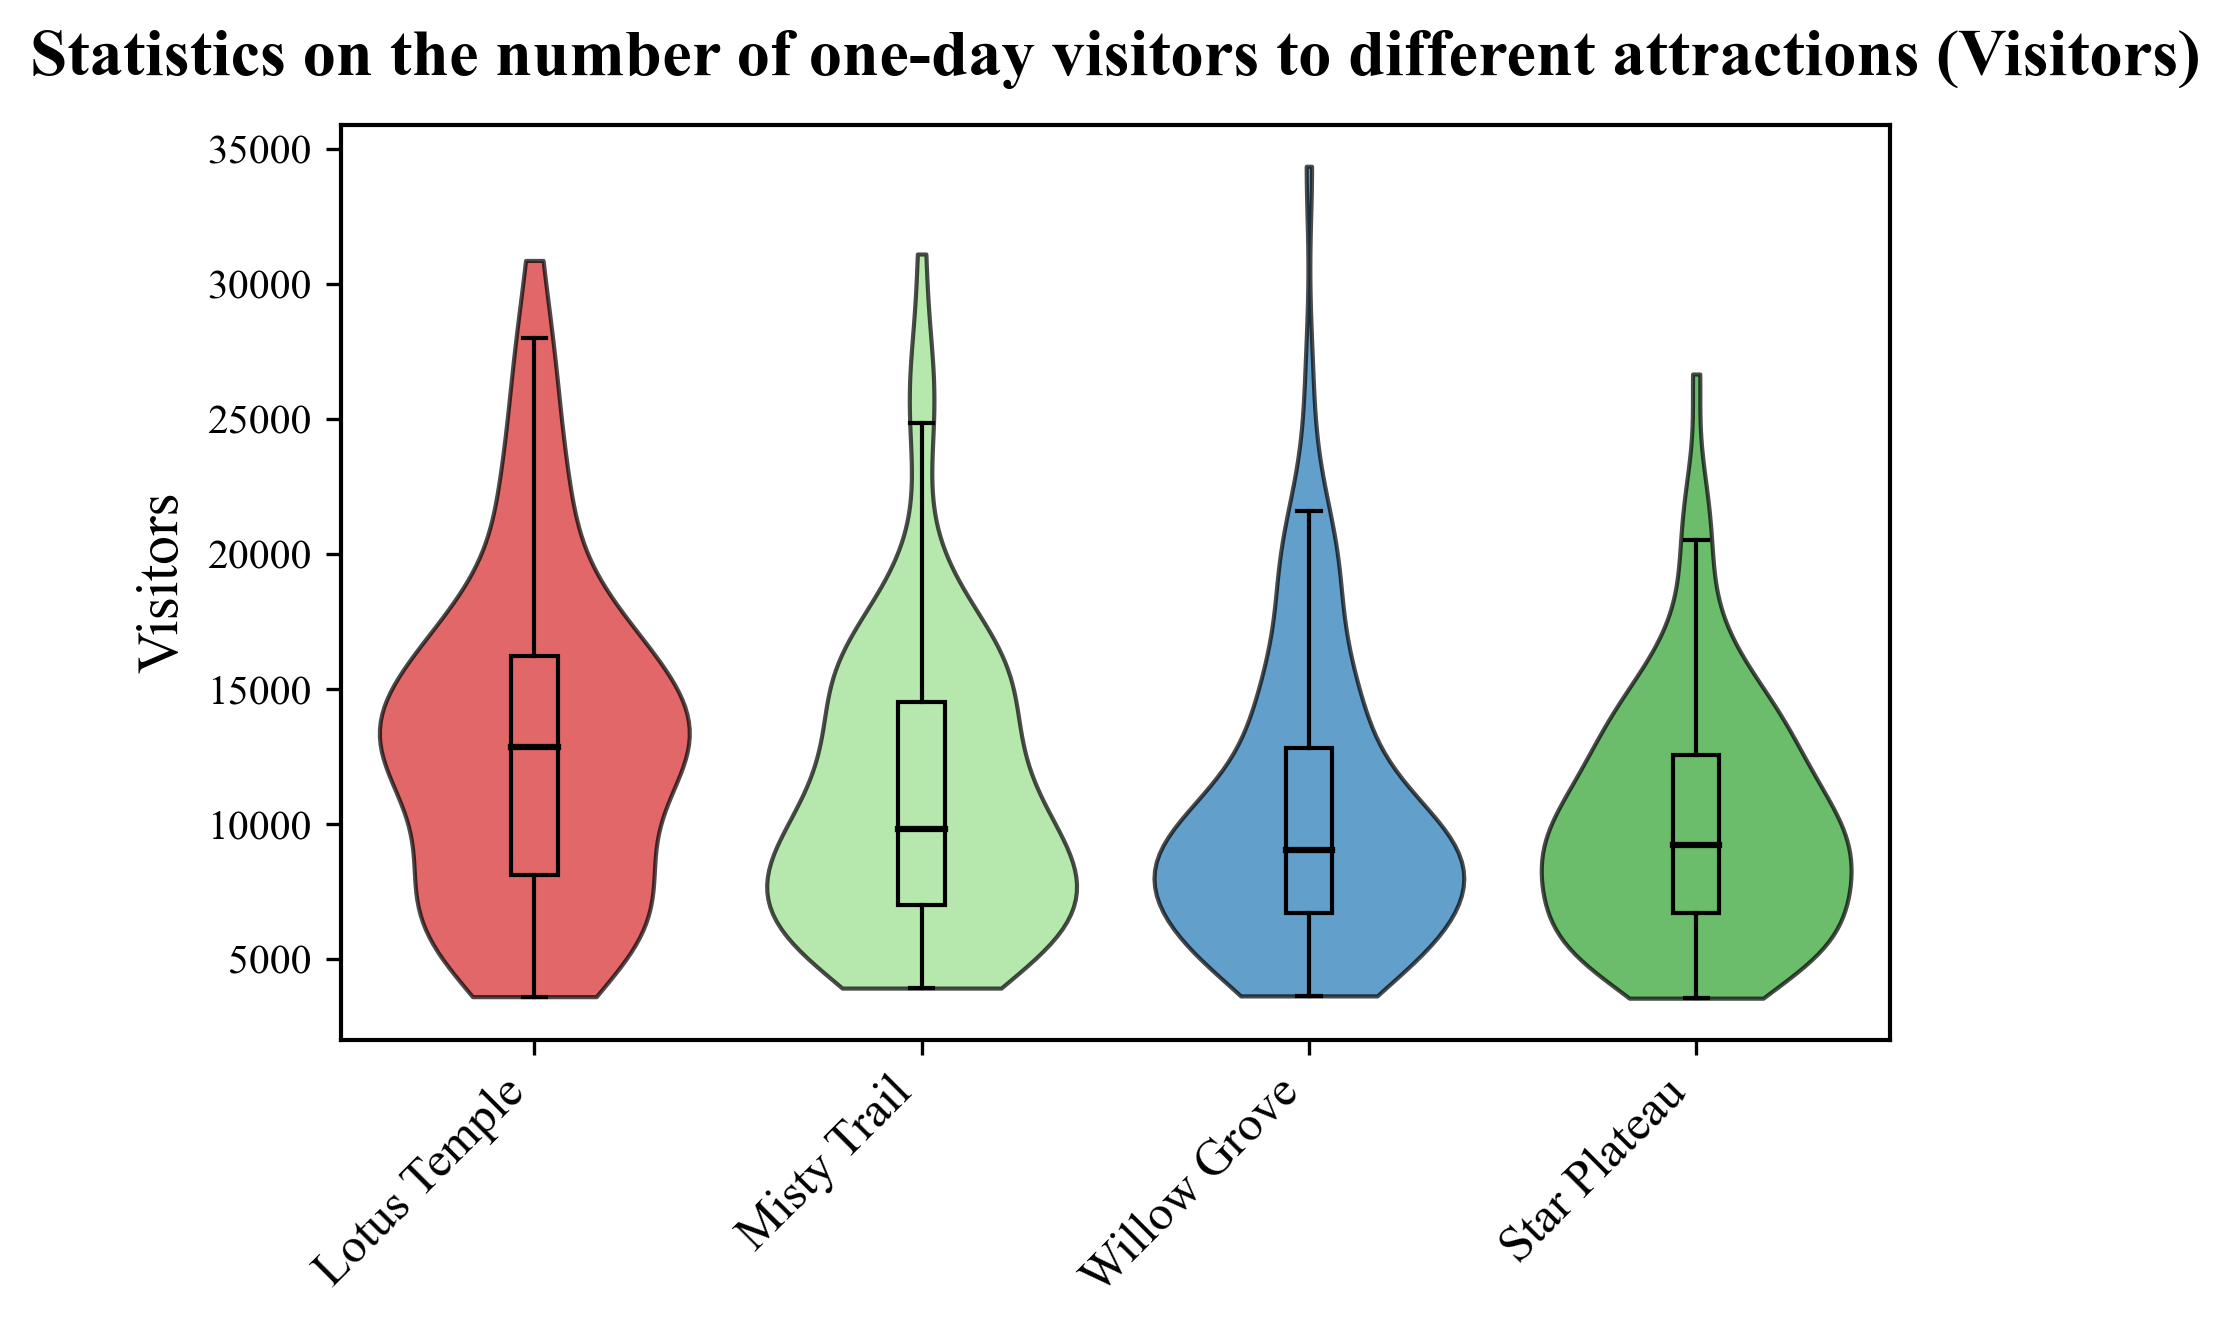 Statistics on the number of one-day visitors to different attractions (Visitors)
Visitors
35000
30000
25000
20000
15000
10000
5000
Lotus Temple
Misty Trail
Willow Grove
Star Plateau